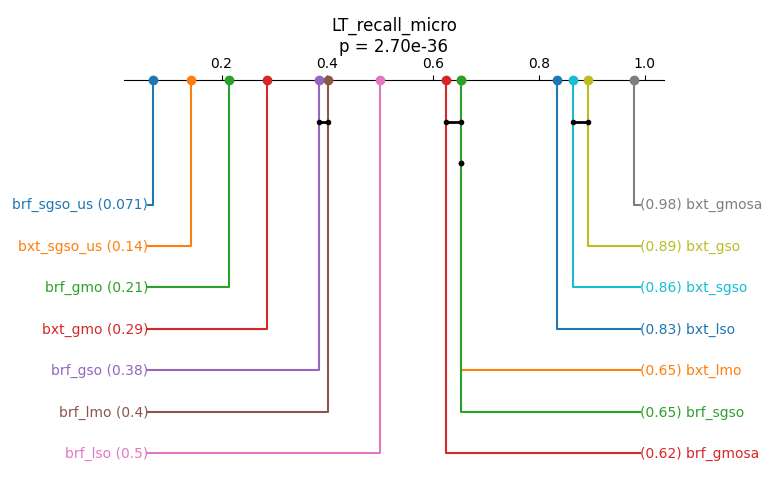 LT_recall_micro
p = 2.70e-36
0.2 0.4 0.6 0.8 1.0
brf_sgso_us (0.071) (0.98) bxt_gmosa
bxt_sgso_us (0.14) (0.89) bxt_gso
brf_gmo (0.21) (0.86) bxt_sgso
bxt_gmo (0.29) (0.83) bxt_lso
brf_gso (0.38) (0.65) bxt_lmo
brf_lmo (0.4) (0.65) brf_sgso
brf_lso (0.5) (0.62) brf_gmosa